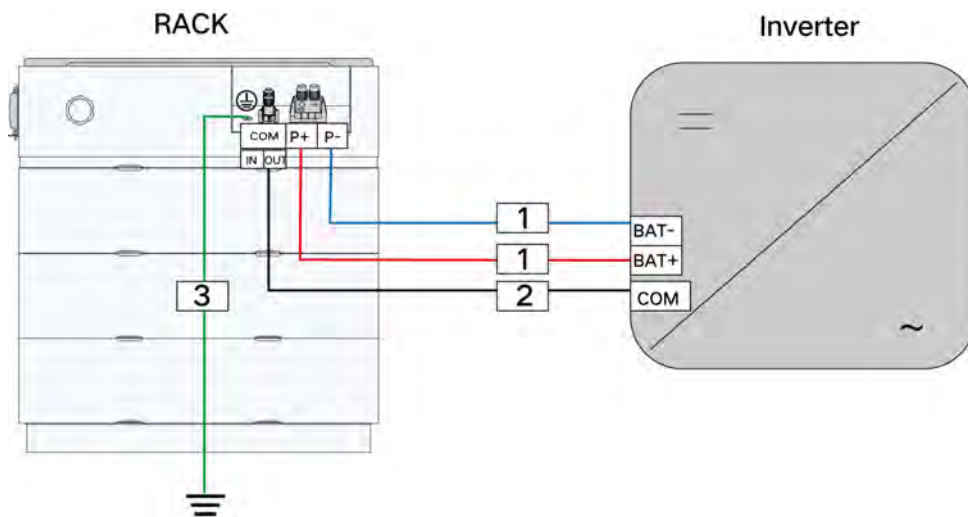 RACK
Inverter
COM P+ P-
IN OUT
1
BAT-
1
BAT+
3
2
COM
~